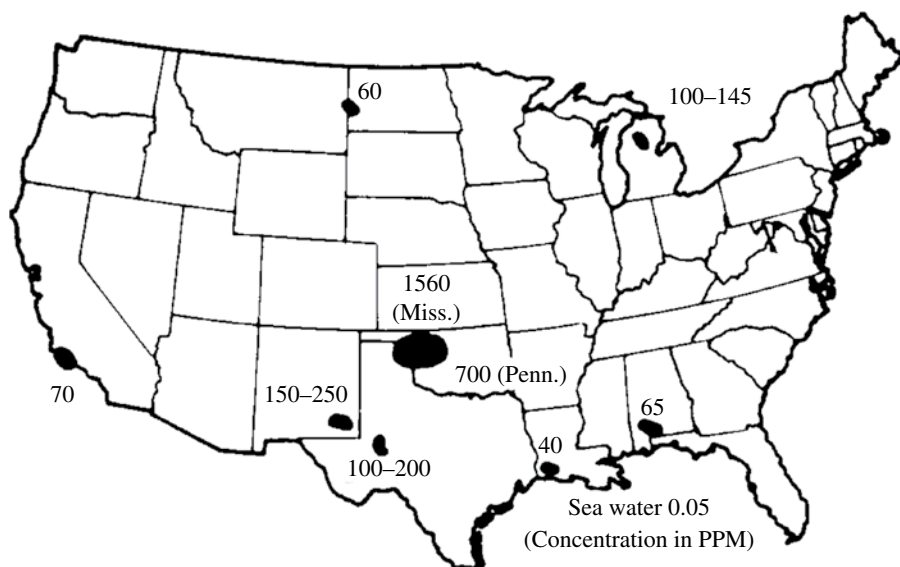 60
100–145
1560
(Miss.)
700 (Penn.)
70
150–250
65
40
100–200
Sea water 0.05
(Concentration in PPM)